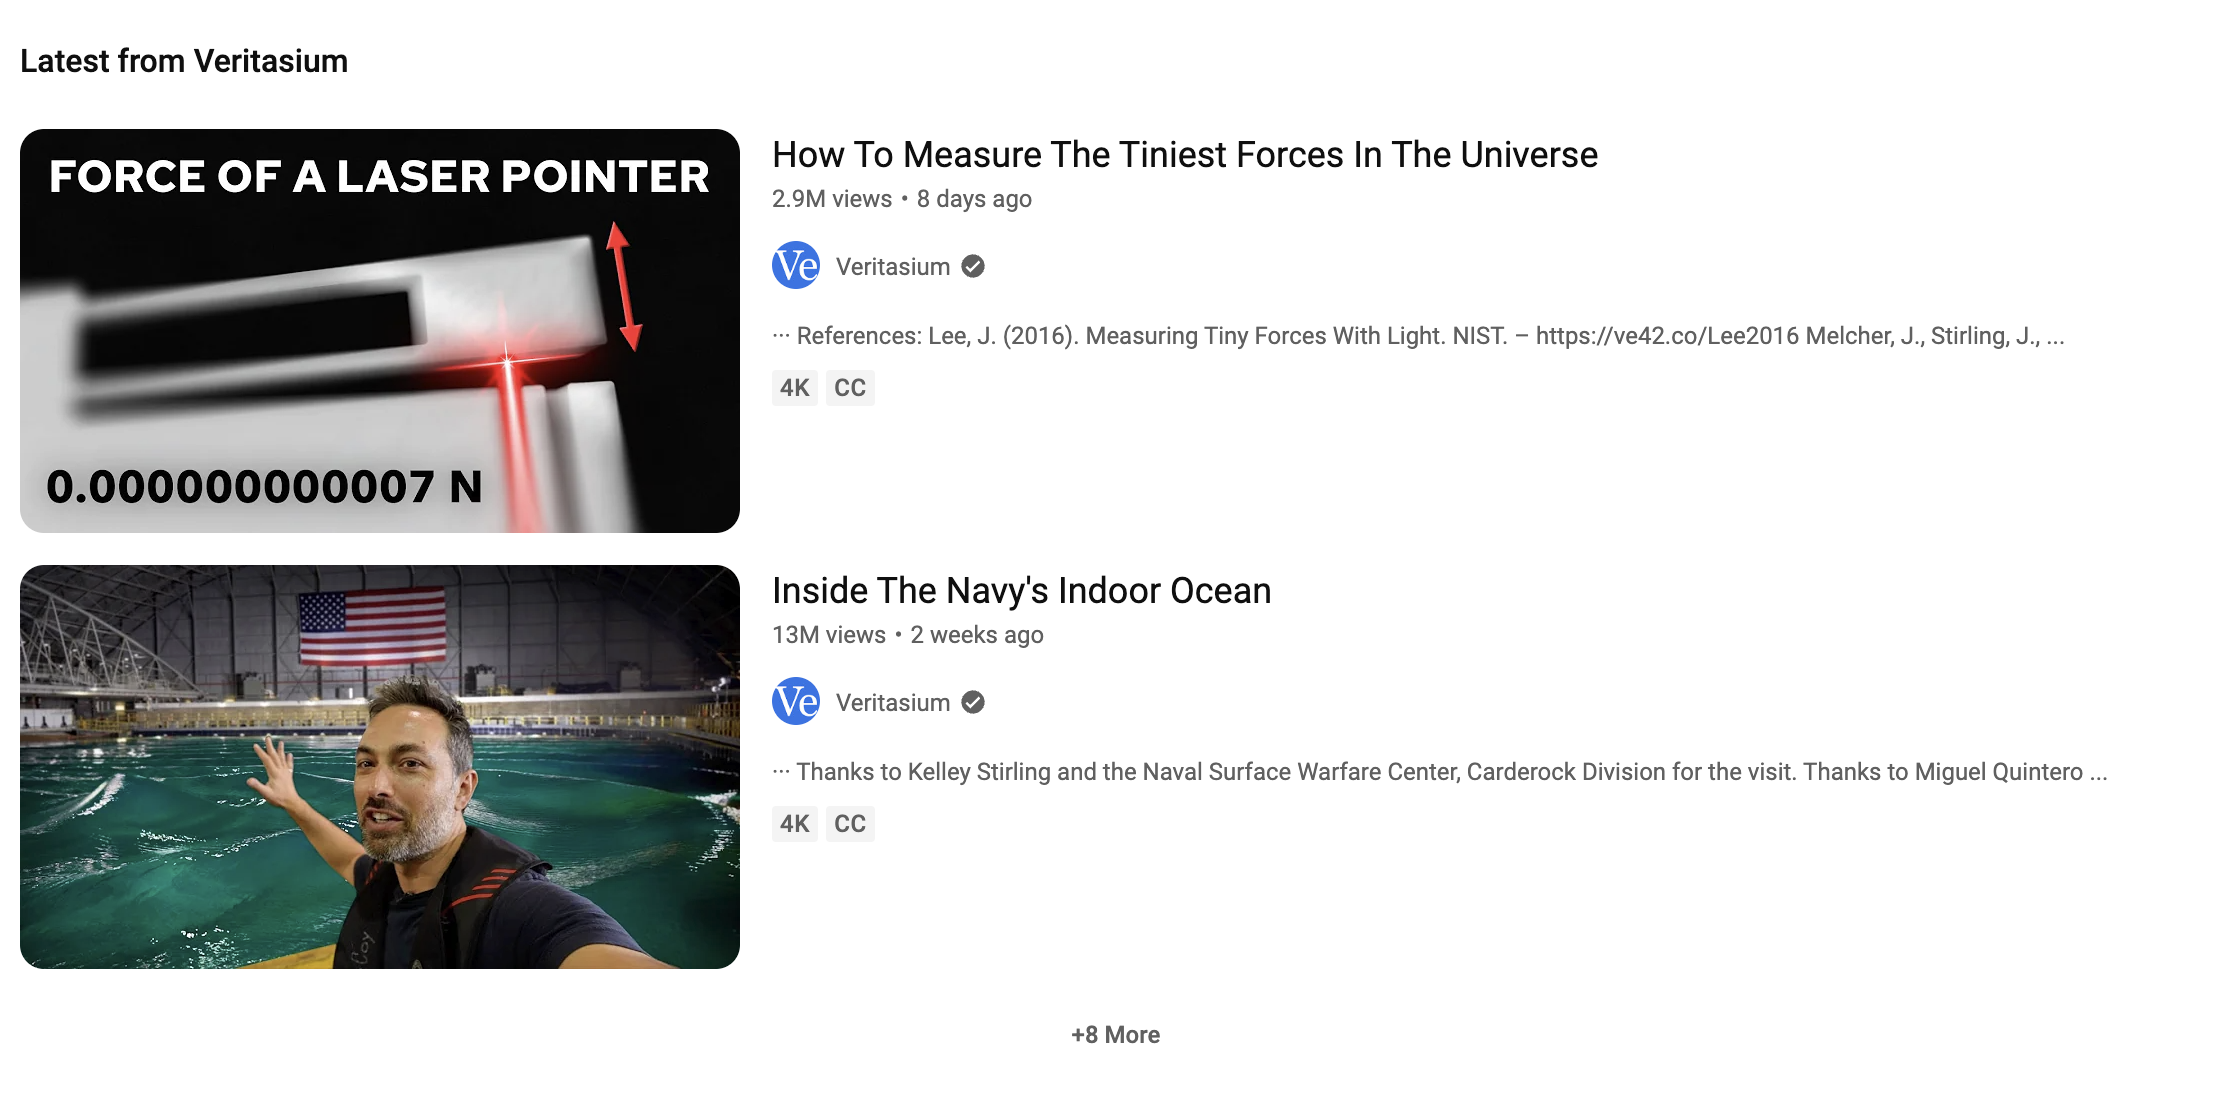 Latest from Veritasium
FORCE OF A LASER POINTER
0.000000000007 N
How To Measure The Tiniest Forces In The Universe
2.9M views • 8 days ago
Ve Veritasium
··· References: Lee, J. (2016). Measuring Tiny Forces With Light. NIST. – https://ve42.co/Lee2016 Melcher, J., Stirling, J., ...
4K CC
Coy
Inside The Navy's Indoor Ocean
13M views • 2 weeks ago
Ve Veritasium
··· Thanks to Kelley Stirling and the Naval Surface Warfare Center, Carderock Division for the visit. Thanks to Miguel Quintero ...
4K CC
+8 More